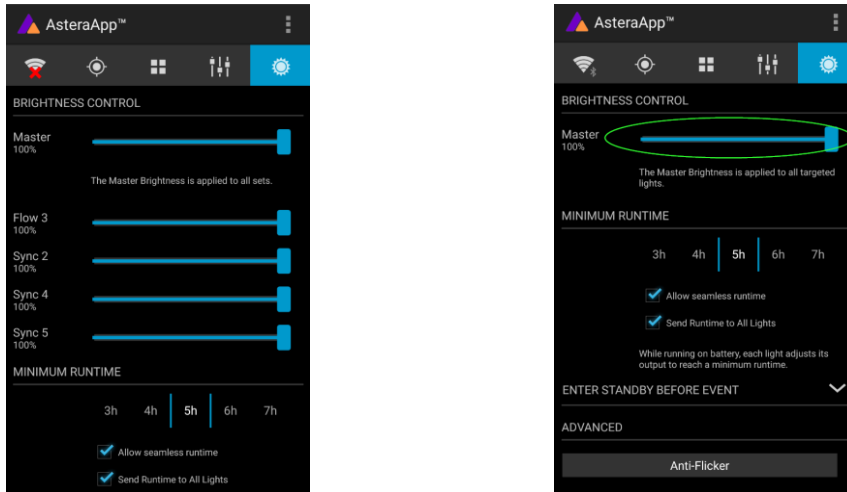 AsteraApp™
BRIGHTNESS CONTROL
Master
100%
The Master Brightness is applied to all sets.
Flow 3
100%
Sync 2
100%
Sync 4
100%
Sync 5
100%
MINIMUM RUNTIME
3h 4h 5h 6h 7h
Allow seamless runtime
Send Runtime to All Lights
AsteraApp™
BRIGHTNESS CONTROL
Master
100%
The Master Brightness is applied to all targeted
lights.
MINIMUM RUNTIME
3h 4h 5h 6h 7h
Allow seamless runtime
Send Runtime to All Lights
While running on battery, each light adjusts its
output to reach a minimum runtime.
ENTER STANDBY BEFORE EVENT
ADVANCED
Anti-Flicker